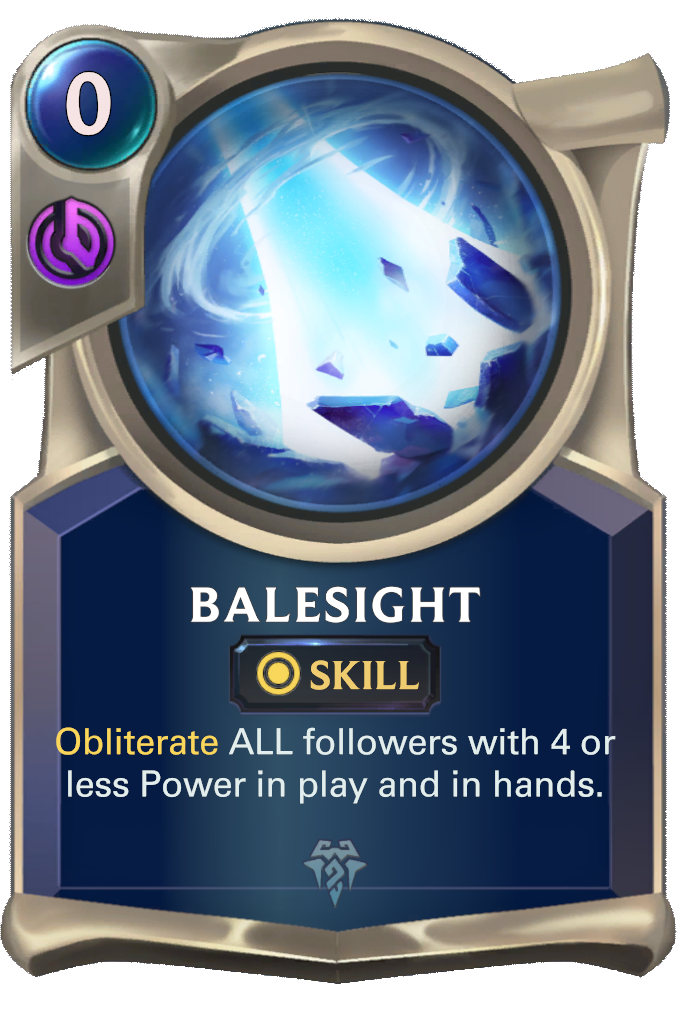 0
BALESIGHT
SKILL
Obliterate ALL followers with 4 or
less Power in play and in hands.